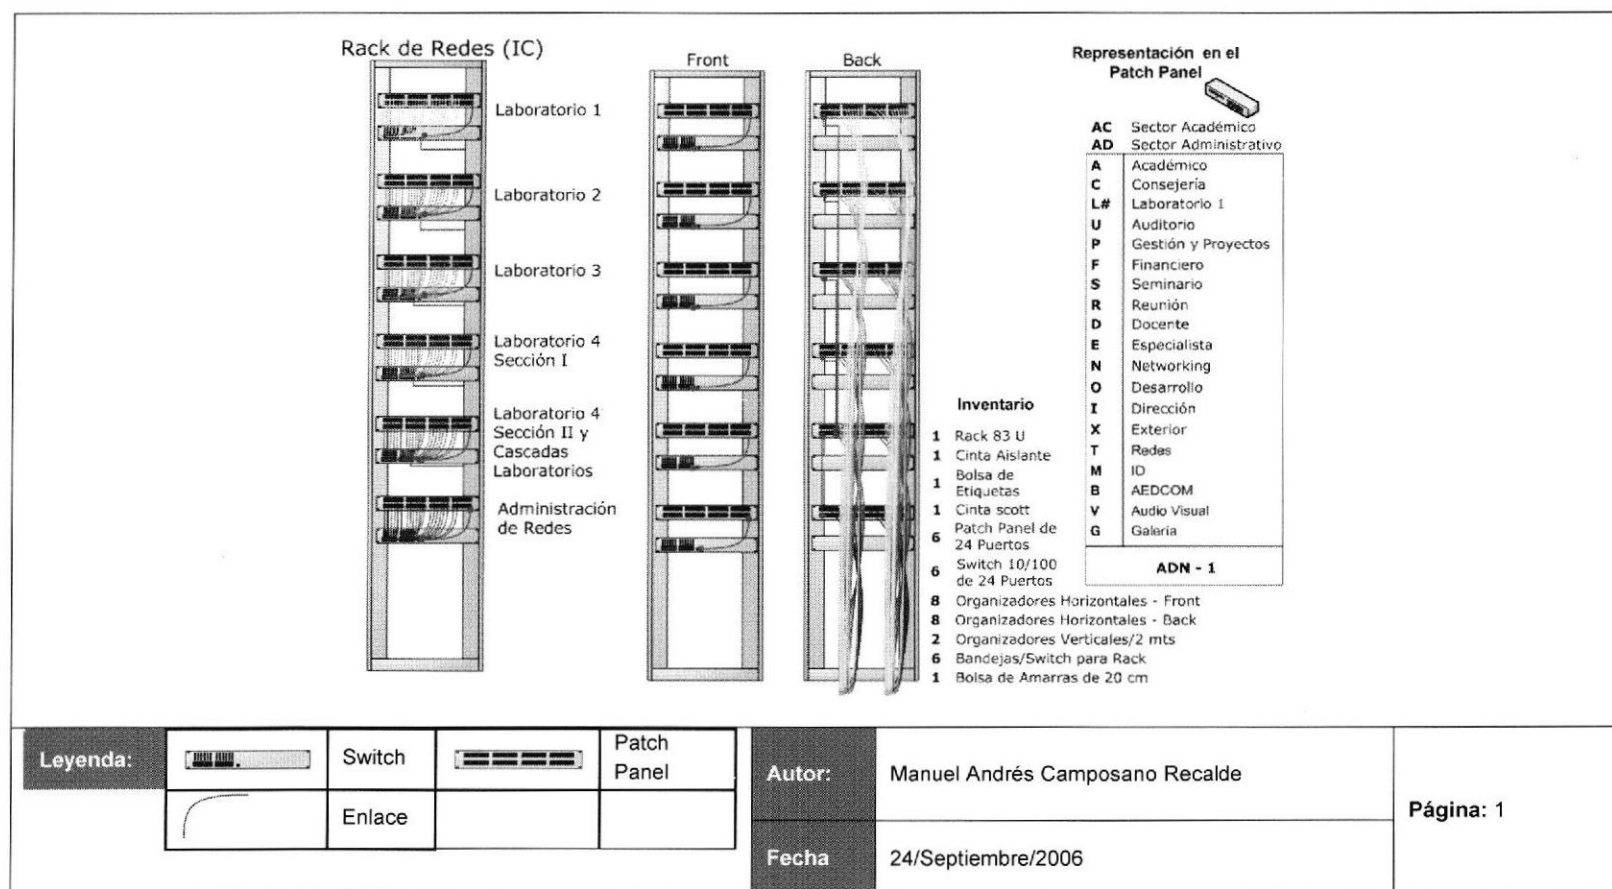 Rack de Redes (IC)
Laboratorio 1
Laboratorio 2
Laboratorio 3
Laboratorio 4
Sección I
Laboratorio 4
Sección II y
Cascadas
Laboratorios
Administración
de Redes
Front
Back
Representación en el
Patch Panel
AC Sector Académico
AD Sector Administrativo
A Académico
C Consejería
L# Laboratorio 1
U Auditorio
P Gestión y Proyectos
F Financiero
S Seminario
R Reunión
D Docente
E Especialista
N Networking
O Desarrollo
I Dirección
X Exterior
T Redes
M ID
B AEDCOM
V Audio Visual
G Galería
ADN - 1
Inventario
1 Rack 83 U
1 Cinta Aislante
1 Bolsa de
Etiquetas
1 Cinta scott
6 Patch Panel de
24 Puertos
6 Switch 10/100
de 24 Puertos
8 Organizadores Horizontales - Front
8 Organizadores Horizontales - Back
2 Organizadores Verticales/2 mts
6 Bandejas/Switch para Rack
1 Bolsa de Amarras de 20 cm
Leyenda:
Switch
Patch
Panel
Enlace
Autor: Manuel Andrés Camposano Recalde
Fecha 24/Septiembre/2006
Página: 1